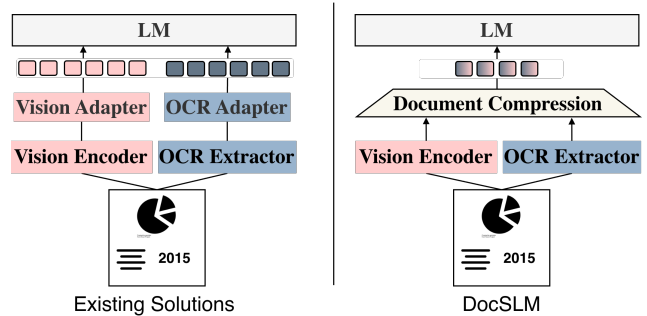 LM
Vision Adapter
OCR Adapter
Vision Encoder
OCR Extractor
2015
Existing Solutions
LM
Document Compression
Vision Encoder
OCR Extractor
2015
DocSLM